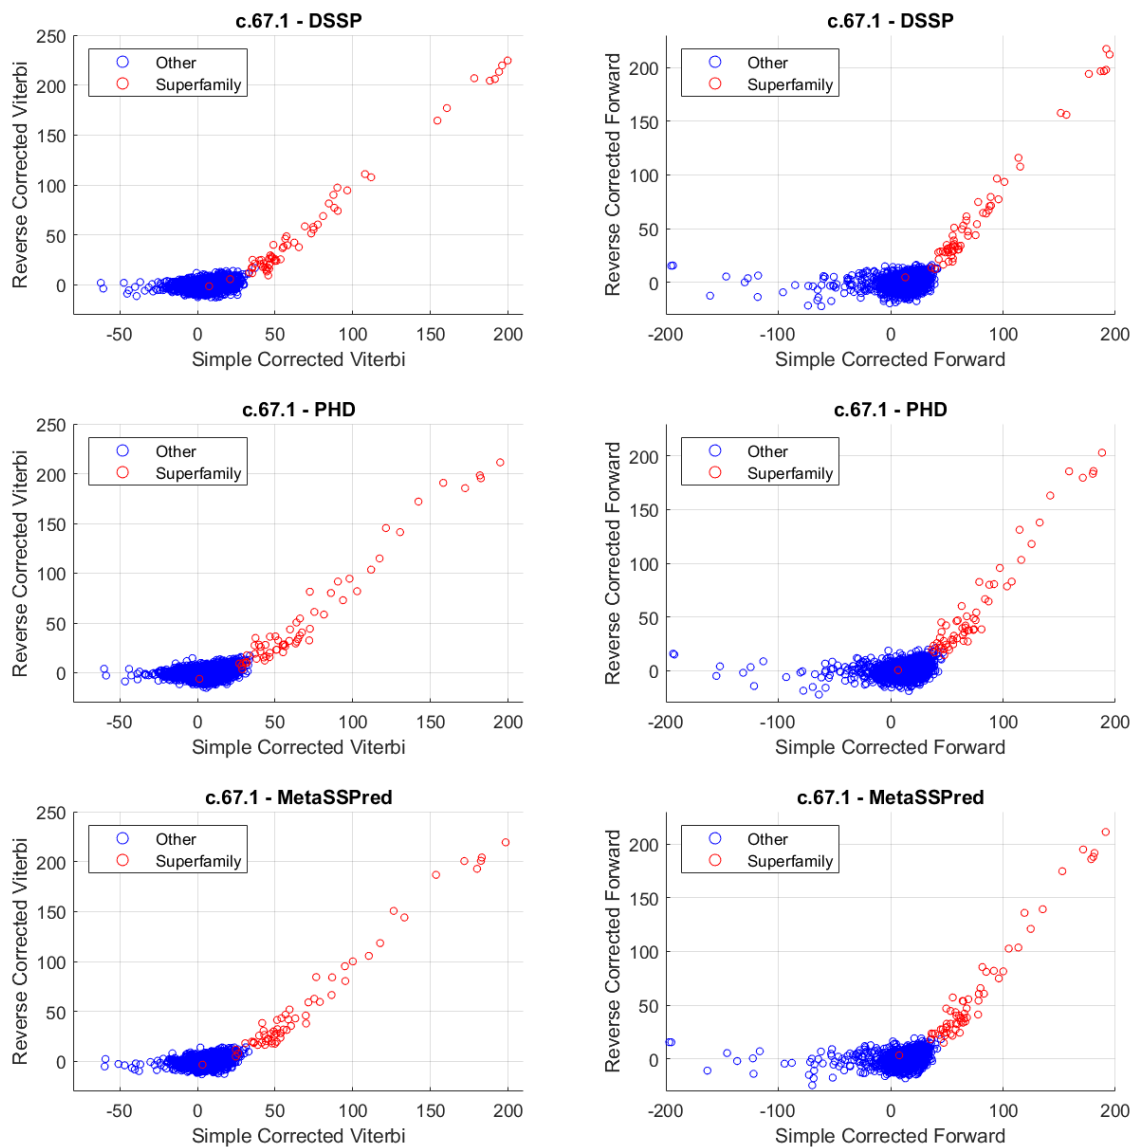 c.67.1 - DSSP
250
200
150
100
50
0
Reverse Corrected Viterbi
Other
Superfamily
-50 0 50 100 150 200
Simple Corrected Viterbi
c.67.1 - DSSP
200
150
100
50
0
Reverse Corrected Forward
Other
Superfamily
-200 -100 0 100 200
Simple Corrected Forward
c.67.1 - PHD
250
200
150
100
50
0
Reverse Corrected Viterbi
Other
Superfamily
-50 0 50 100 150 200
Simple Corrected Viterbi
c.67.1 - PHD
200
150
100
50
0
Reverse Corrected Forward
Other
Superfamily
-200 -100 0 100 200
Simple Corrected Forward
c.67.1 - MetaSSPred
250
200
150
100
50
0
Reverse Corrected Viterbi
Other
Superfamily
-50 0 50 100 150 200
Simple Corrected Viterbi
c.67.1 - MetaSSPred
200
150
100
50
0
Reverse Corrected Forward
Other
Superfamily
-200 -100 0 100 200
Simple Corrected Forward